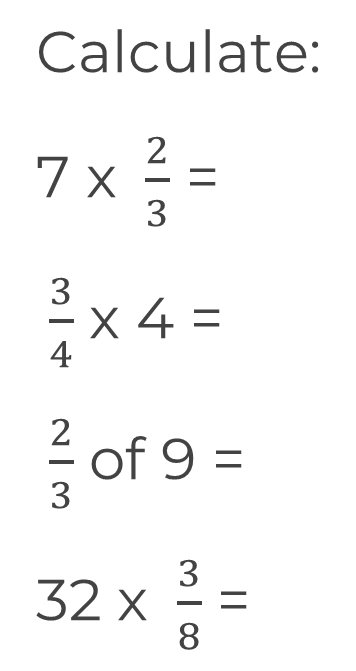 Calculate:
7 x 2/3 =
3/4 x 4 =
2/3 of 9 =
32 x 3/8 =